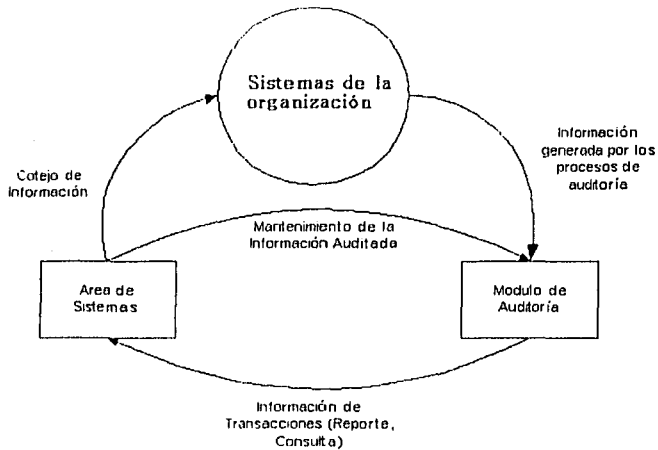 Sistemas de la
organización
Información
generada por los
procesos de
auditoría
Cotejo de
Información
Mantenimiento de la
Información Auditada
Area de
Sistemas
Modulo de
Auditoría
Información de
Transacciones (Reporte,
Consulta)